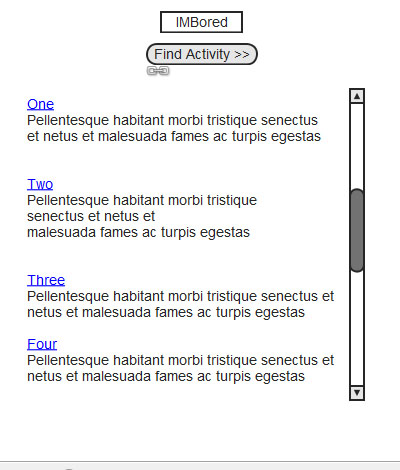 IMBored
Find Activity >>
One
Pellentesque habitant morbi tristique senectus
et netus et malesuada fames ac turpis egestas
Two
Pellentesque habitant morbi tristique
senectus et netus et
malesuada fames ac turpis egestas
Three
Pellentesque habitant morbi tristique senectus et
netus et malesuada fames ac turpis egestas
Four
Pellentesque habitant morbi tristique senectus et
netus et malesuada fames ac turpis egestas